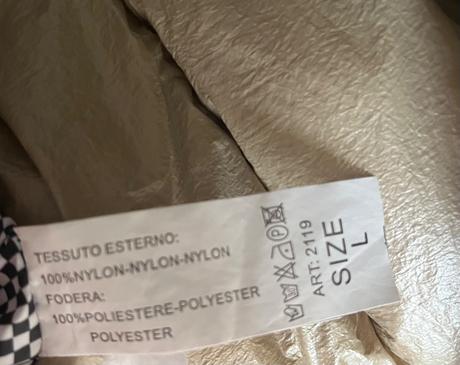 TESSUTO ESTERNO:
100%NYLON-NYLON-NYLON
FODERA:
100%POLIESTERE-POLYESTER
POLYESTER
ART: 2119
SIZE
L